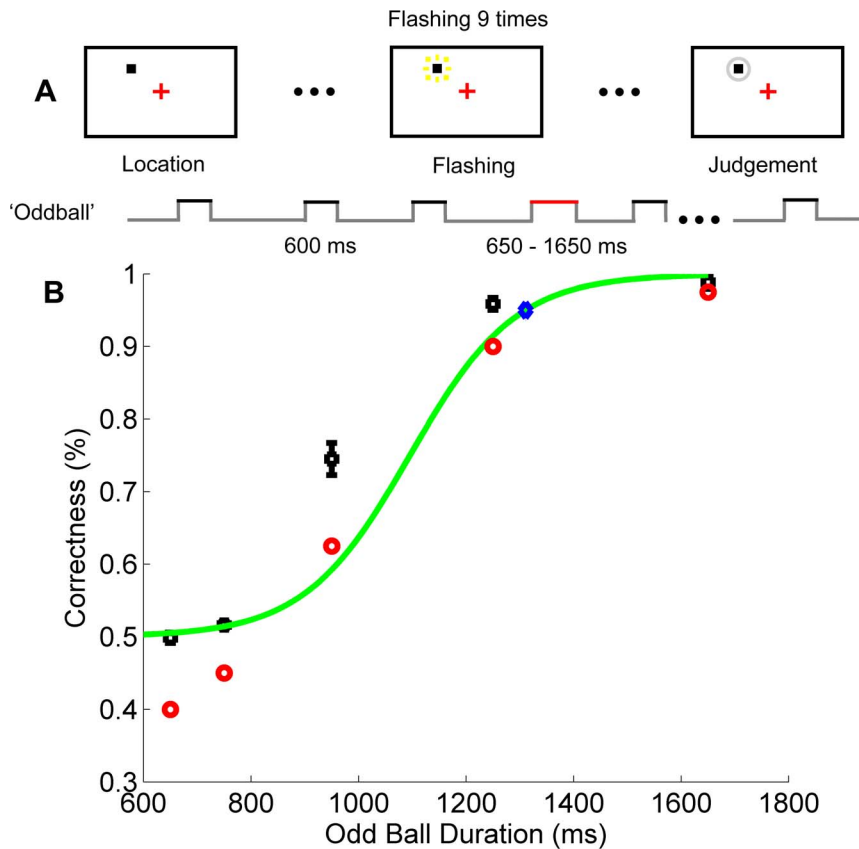 Flashing 9 times
A
Location
Flashing
Judgement
'Oddball'
600 ms
650 - 1650 ms
B
1
0.9
0.8
0.7
0.6
0.5
0.4
0.3
Correctness (%)
600
800
1000
1200
1400
1600
1800
Odd Ball Duration (ms)